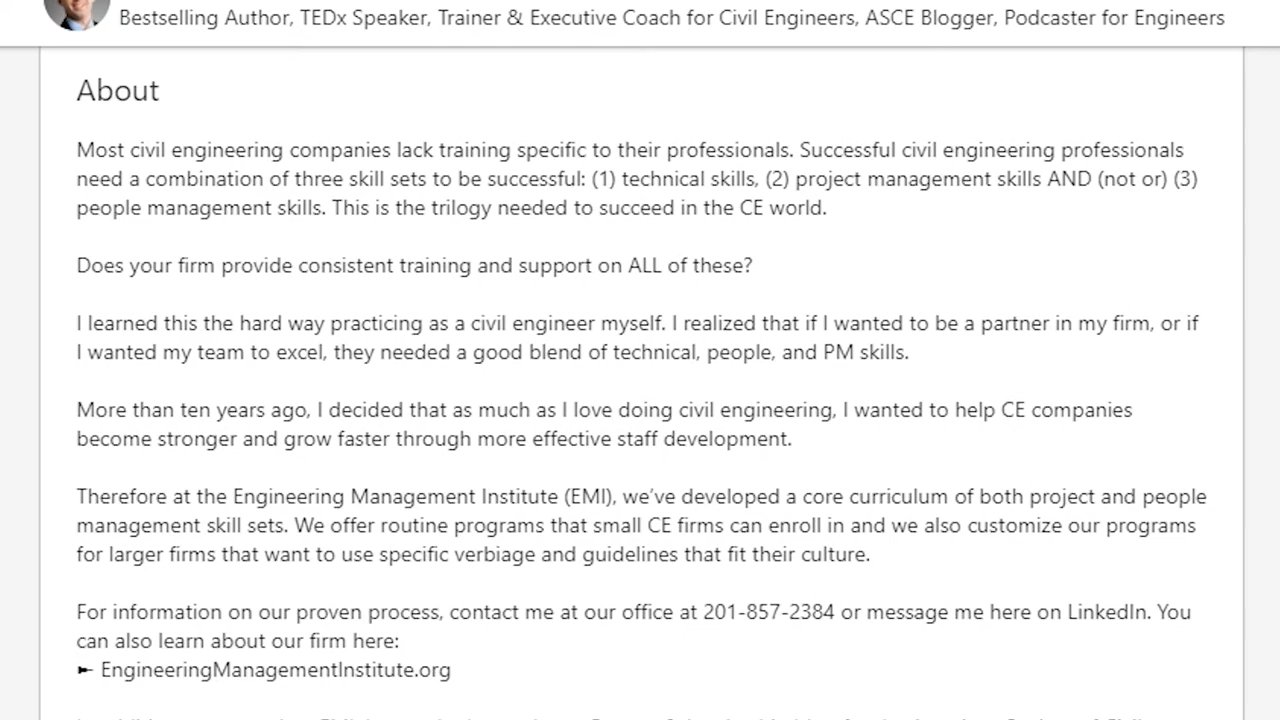 Bestselling Author, TEDx Speaker, Trainer & Executive Coach for Civil Engineers, ASCE Blogger, Podcaster for Engineers
About
Most civil engineering companies lack training specific to their professionals. Successful civil engineering professionals
need a combination of three skill sets to be successful: (1) technical skills, (2) project management skills AND (not or) (3)
people management skills. This is the trilogy needed to succeed in the CE world.
Does your firm provide consistent training and support on ALL of these?
I learned this the hard way practicing as a civil engineer myself. I realized that if I wanted to be a partner in my firm, or if
I wanted my team to excel, they needed a good blend of technical, people, and PM skills.
More than ten years ago, I decided that as much as I love doing civil engineering, I wanted to help CE companies
become stronger and grow faster through more effective staff development.
Therefore at the Engineering Management Institute (EMI), we've developed a core curriculum of both project and people
management skill sets. We offer routine programs that small CE firms can enroll in and we also customize our programs
for larger firms that want to use specific verbiage and guidelines that fit their culture.
For information on our proven process, contact me at our office at 201-857-2384 or message me here on LinkedIn. You
can also learn about our firm here:
► EngineeringManagementInstitute.org